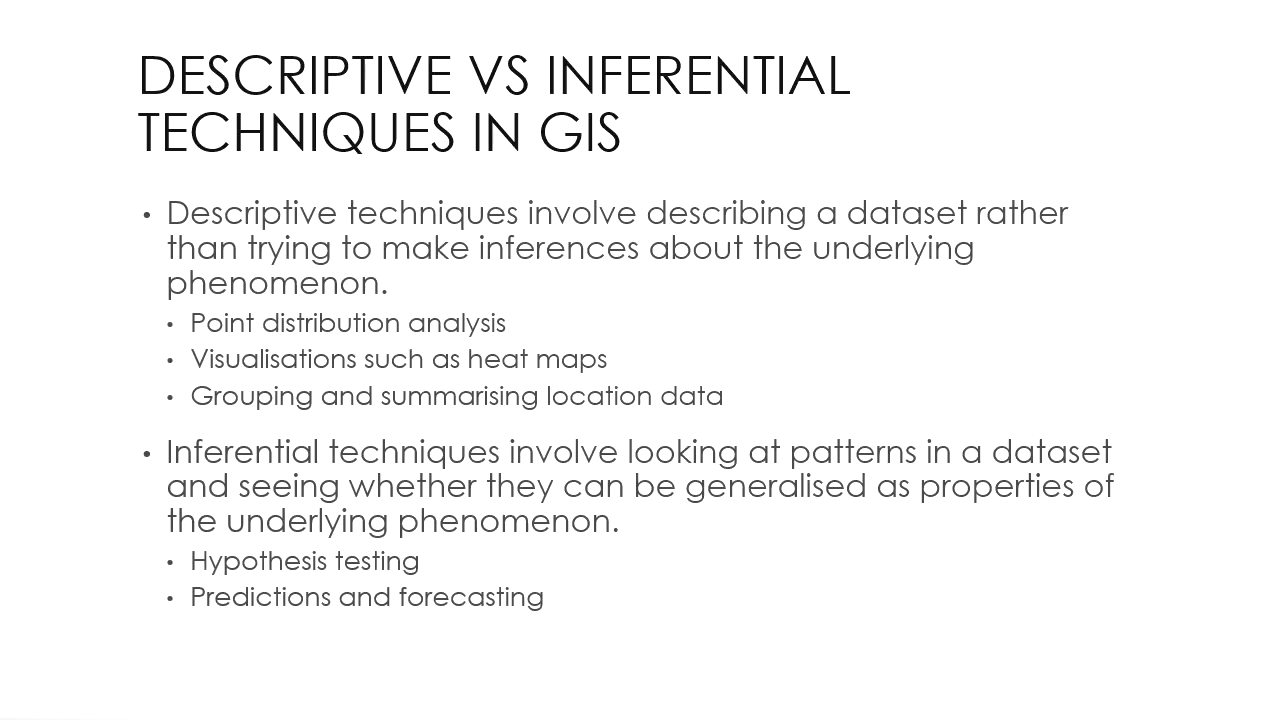 DESCRIPTIVE VS INFERENTIAL
TECHNIQUES IN GIS
• Descriptive techniques involve describing a dataset rather
than trying to make inferences about the underlying
phenomenon.
• Point distribution analysis
• Visualisations such as heat maps
• Grouping and summarising location data
• Inferential techniques involve looking at patterns in a dataset
and seeing whether they can be generalised as properties of
the underlying phenomenon.
• Hypothesis testing
• Predictions and forecasting